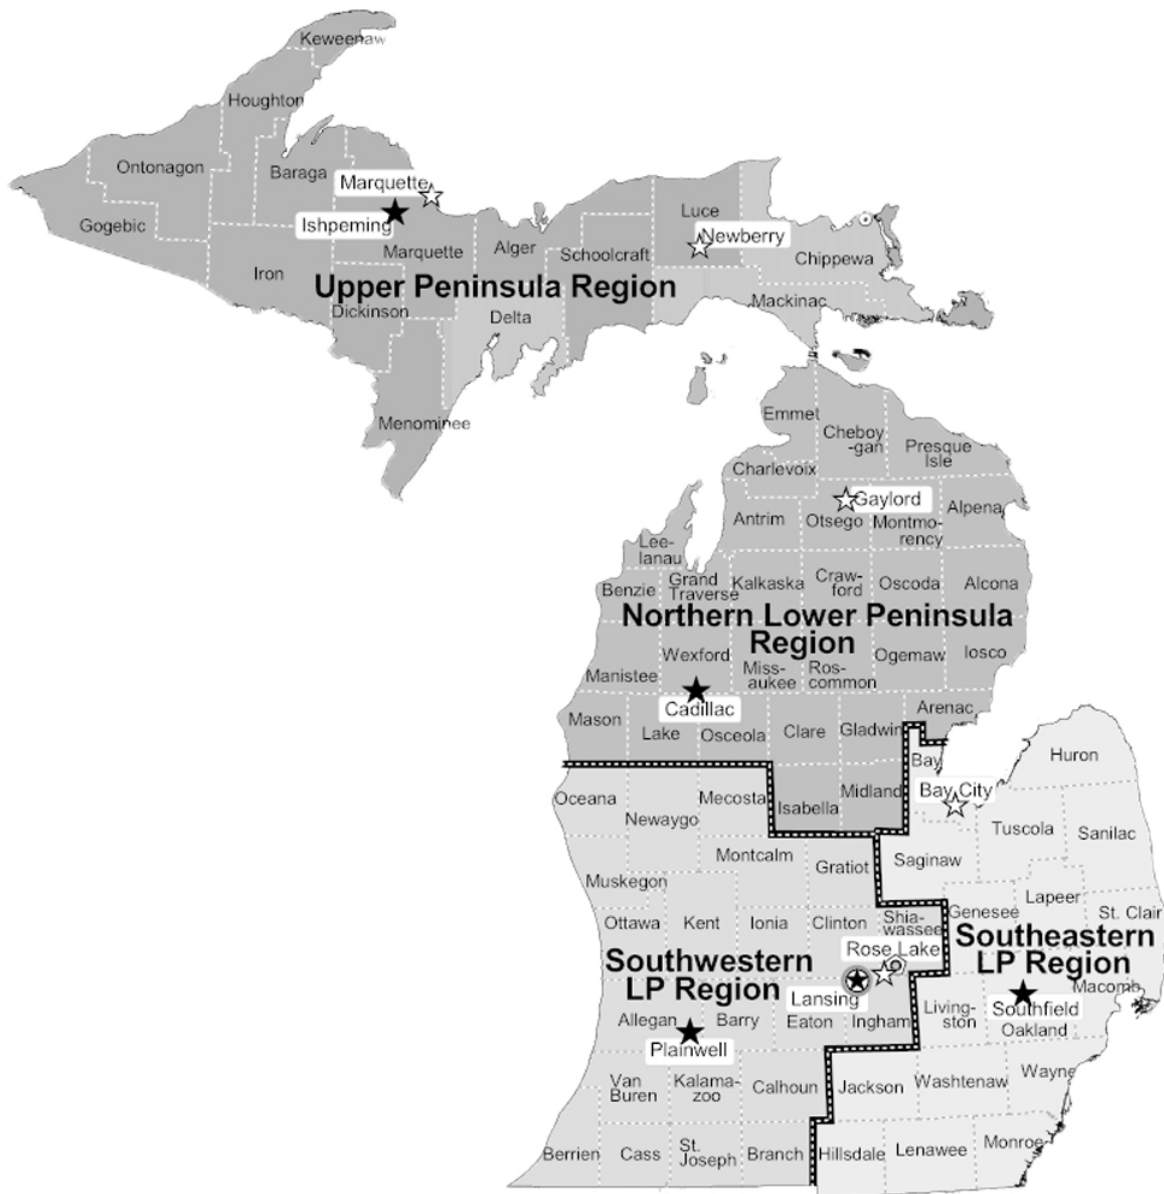 Keweenaw
Houghton
Ontonagon
Baraga
Marquette
Gogebic
Ishpeming
Marquette
Alger
Schoolcraft
Luce
Newberry
Chippewa
Iron
Upper Peninsula Region
Mackinac
Dickinson
Delta
Menominee
Emmet
Cheboy
-gan
Presque
Isle
Charlevoix
Gaylord
Antrim
Otsego
Montmo-
rency
Alpena
Lee-
lanau
Benzie
Grand
Traverse
Kalkaska
Craw-
ford
Oscoda
Alcona
Northern Lower Peninsula
Region
Manistee
Wexford
Miss-
aukee
Ros-
common
Ogemaw
Iosco
Cadillac
Mason
Lake
Osceola
Clare
Gladwin
Arenac
Bay
Huron
Oceana
Newaygo
Mecosta
Isabella
Midland
Bay City
Tuscola
Sanilac
Montcalm
Gratiot
Saginaw
Muskegon
Lapeer
Ottawa
Kent
Ionia
Clinton
Shia-
wassee
Genesee
St. Clair
Rose Lake
Southwestern
LP Region
Southeastern
LP Region
Lansing
Macomb
Southfield
Oakland
Living-
ston
Allegan
Barry
Eaton
Ingham
Plainwell
Van
Buren
Kalama-
zoo
Calhoun
Jackson
Washtenaw
Wayne
Berrien
Cass
St.
Joseph
Branch
Hillsdale
Lenawee
Monroe